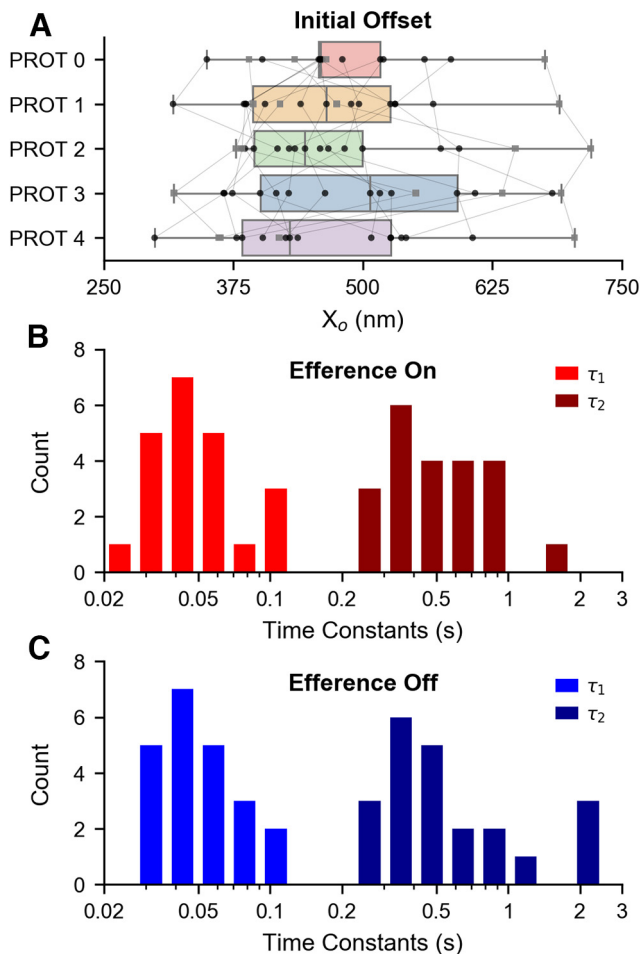 A
Initial Offset
PROT 0
PROT 1
PROT 2
PROT 3
PROT 4
250 375 500 625 750
Xₒ (nm)
B
Efference On
τ₁
τ₂
8
6
4
2
0
Count
0.02 0.05 0.1 0.2 0.5 1 2 3
Time Constants (s)
C
Efference Off
τ₁
τ₂
8
6
4
2
0
Count
0.02 0.05 0.1 0.2 0.5 1 2 3
Time Constants (s)